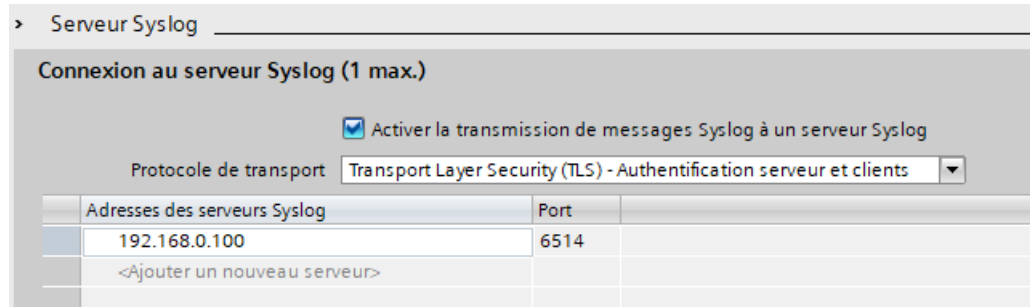 Serveur Syslog
Connexion au serveur Syslog (1 max.)
Activer la transmission de messages Syslog à un serveur Syslog
Protocole de transport Transport Layer Security (TLS) - Authentification serveur et clients
Adresses des serveurs Syslog Port
192.168.0.100 6514
<Ajouter un nouveau serveur>